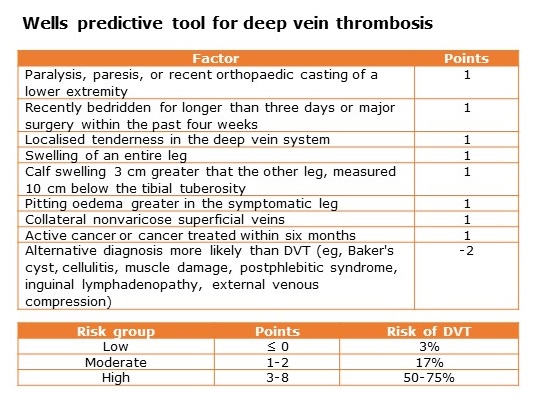 Wells predictive tool for deep vein thrombosis
Factor Points
Paralysis, paresis, or recent orthopaedic casting of a 1
lower extremity
Recently bedridden for longer than three days or major 1
surgery within the past four weeks
Localised tenderness in the deep vein system 1
Swelling of an entire leg 1
Calf swelling 3 cm greater that the other leg, measured 1
10 cm below the tibial tuberosity
Pitting oedema greater in the symptomatic leg 1
Collateral nonvaricose superficial veins 1
Active cancer or cancer treated within six months 1
Alternative diagnosis more likely than DVT (eg, Baker's -2
cyst, cellulitis, muscle damage, postphlebitic syndrome,
inguinal lymphadenopathy, external venous
compression)
Risk group Points Risk of DVT
Low ≤ 0 3%
Moderate 1-2 17%
High 3-8 50-75%